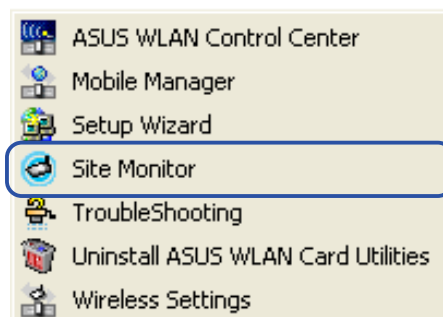 ASUS WLAN Control Center
Mobile Manager
Setup Wizard
Site Monitor
TroubleShooting
Uninstall ASUS WLAN Card Utilities
Wireless Settings